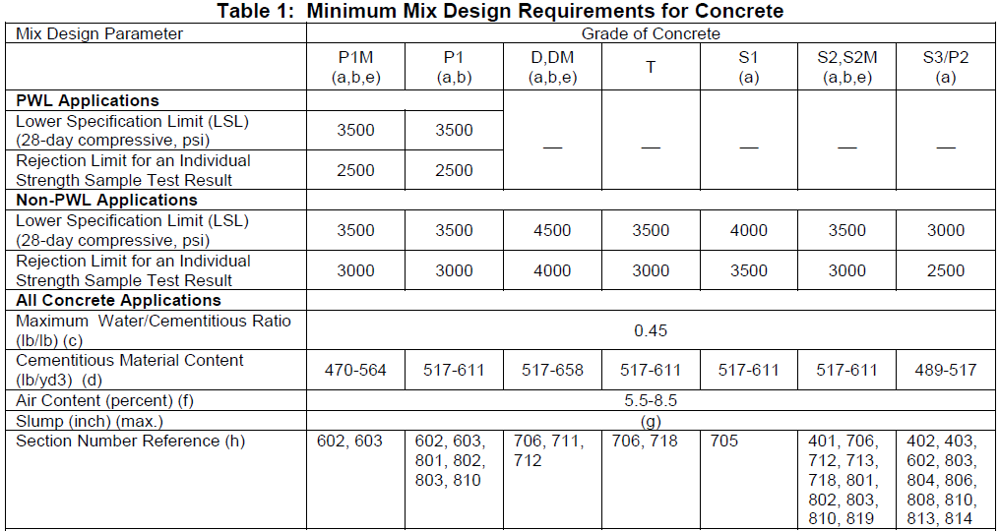 Table 1: Minimum Mix Design Requirements for Concrete
Mix Design Parameter Grade of Concrete
P1M (a,b,e) P1 (a,b) D,DM (a,b,e) T S1 (a) S2,S2M (a,b,e) S3/P2 (a)
PWL Applications
Lower Specification Limit (LSL)
(28-day compressive, psi) 3500 3500 — — — — —
Rejection Limit for an Individual
Strength Sample Test Result 2500 2500
Non-PWL Applications
Lower Specification Limit (LSL)
(28-day compressive, psi) 3500 3500 4500 3500 4000 3500 3000
Rejection Limit for an Individual
Strength Sample Test Result 3000 3000 4000 3000 3500 3000 2500
All Concrete Applications
Maximum Water/Cementitious Ratio
(lb/lb) (c) 0.45
Cementitious Material Content
(lb/yd3) (d) 470-564 517-611 517-658 517-611 517-611 517-611 489-517
Air Content (percent) (f) 5.5-8.5
Slump (inch) (max.) (g)
Section Number Reference (h) 602, 603 602, 603, 706, 711, 706, 718 705 401, 706, 402, 403,
801, 802, 712 712, 713, 602, 803,
803, 810 718, 801, 804, 806,
802, 803, 808, 810,
810, 819 813, 814